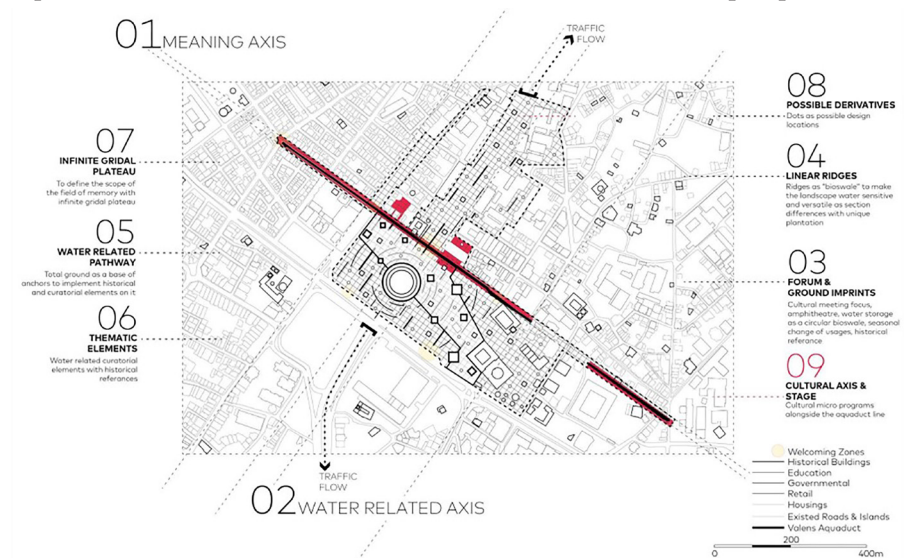 01 MEANING AXIS
TRAFFIC
FLOW
07
INFINITE GRIDAL
PLATEAU
To define the scope of
the field of memory with
infinite gridal plateau
05
WATER RELATED
PATHWAY
Total ground as a base of
anchors to implement historical
and curatorial elements on it
06
THEMATIC
ELEMENTS
Water related curatorial
elements with historical
referances
08
POSSIBLE DERIVATIVES
Dots as possible design
locations
04
LINEAR RIDGES
Ridges as "bioswale" to make
the landscape water sensitive
and versatile as section
differences with unique
plantation
03
FORUM &
GROUND IMPRINTS
Cultural meeting focus,
amphitheatre, water storage
as a circular bioswale, seasonal
change of usages, historical
referance
09
CULTURAL AXIS &
STAGE
Cultural micro programs
alongside the aquaduct line
TRAFFIC
FLOW
02 WATER RELATED AXIS
Welcoming Zones
Historical Buildings
Education
Governmental
Retail
Housings
Existed Roads & Islands
Valens Aquaduct
200
0 400m